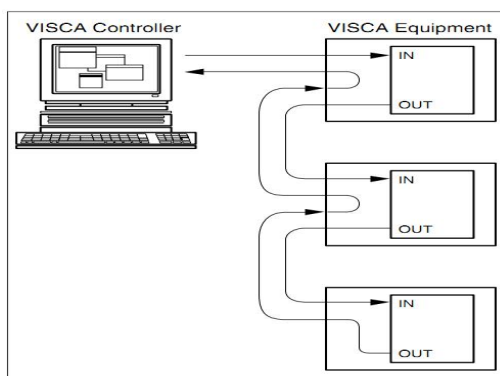 VISCA Controller
VISCA Equipment
IN
OUT
IN
OUT
IN
OUT